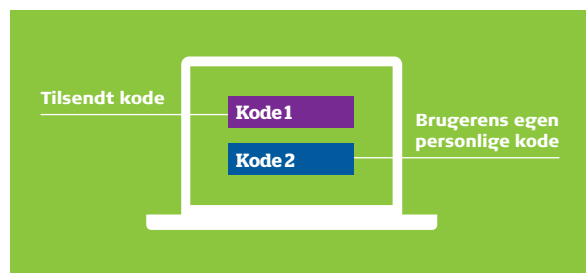 Tilsendt kode
Kode 1
Kode 2
Brugerens egen
personlige kode